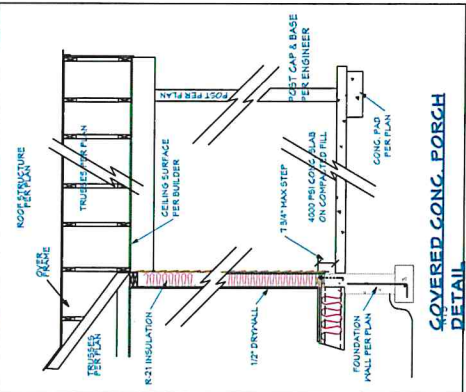 ROOF STRUCTURE
PER PLAN
OVER
FRAME
TRUSSES PER PLAN
TRUSSES
PER PLAN
CEILING SURFACE
PER BUILDER
R-21 INSULATION
POST PER PLAN
1/2" DRYWALL
POST CAP & BASE
PER ENGINEER
7 3/4" MAX STEP
4000 PSI CONC. SLAB
ON COMPACTED FILL
FOUNDATION
WALL PER PLAN
CONC. PAD
PER PLAN
COVERED CONC. PORCH
DETAIL